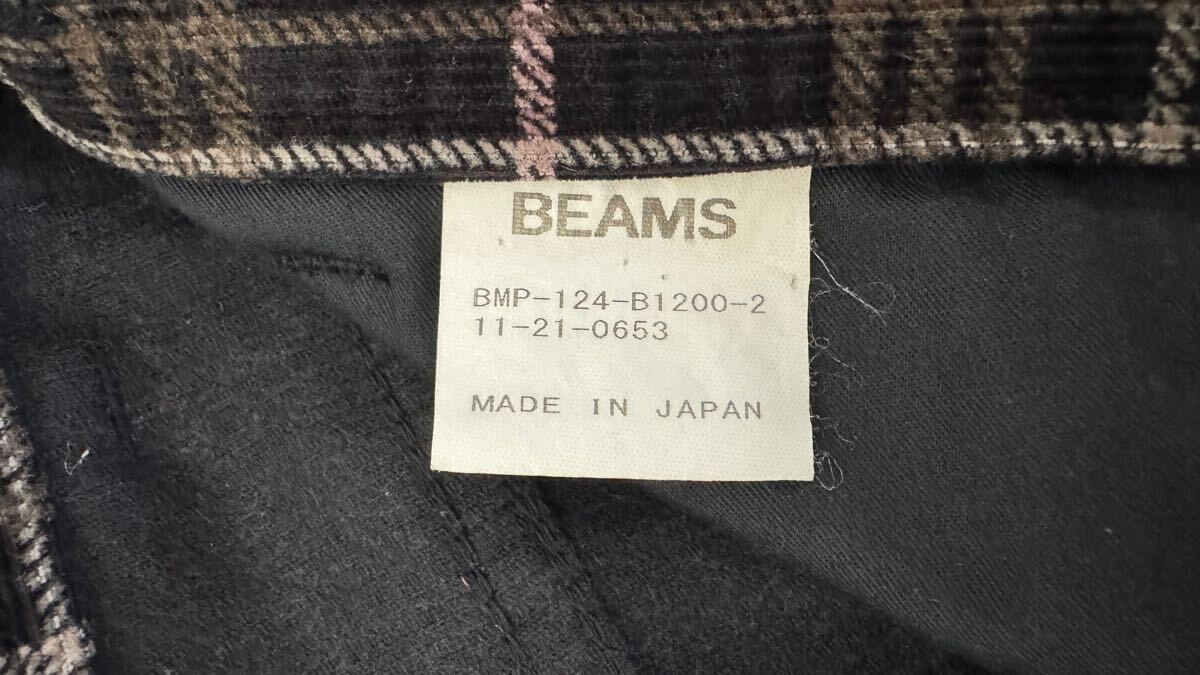 BEAMS
BMP-124-B1200-2
11-21-0653
MADE IN JAPAN